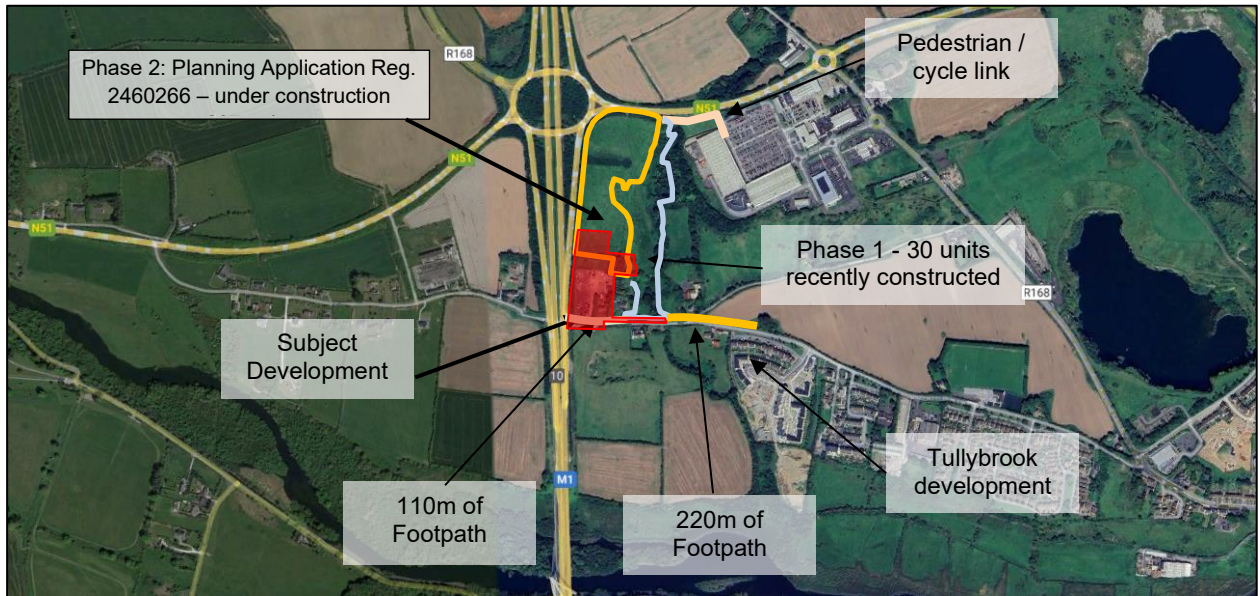 R168
Phase 2: Planning Application Reg.
2460266 – under construction
Pedestrian /
cycle link
N51
N51
N51
Phase 1 - 30 units
recently constructed
R168
Subject
Development
10
M1
110m of
Footpath
220m of
Footpath
Tullybrook
development